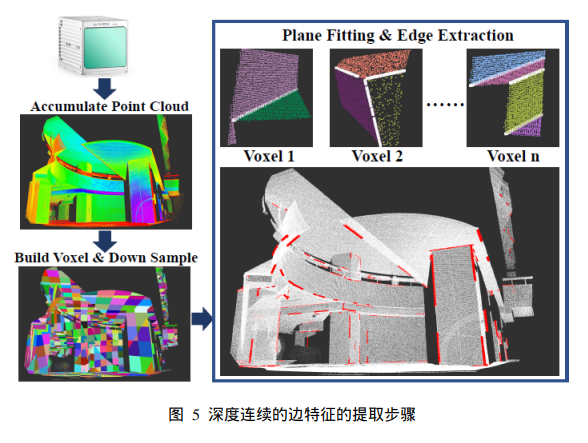 Plane Fitting & Edge Extraction
Accumulate Point Cloud
Voxel 1
Voxel 2
······
Voxel n
Build Voxel & Down Sample
图 5 深度连续的边特征的提取步骤